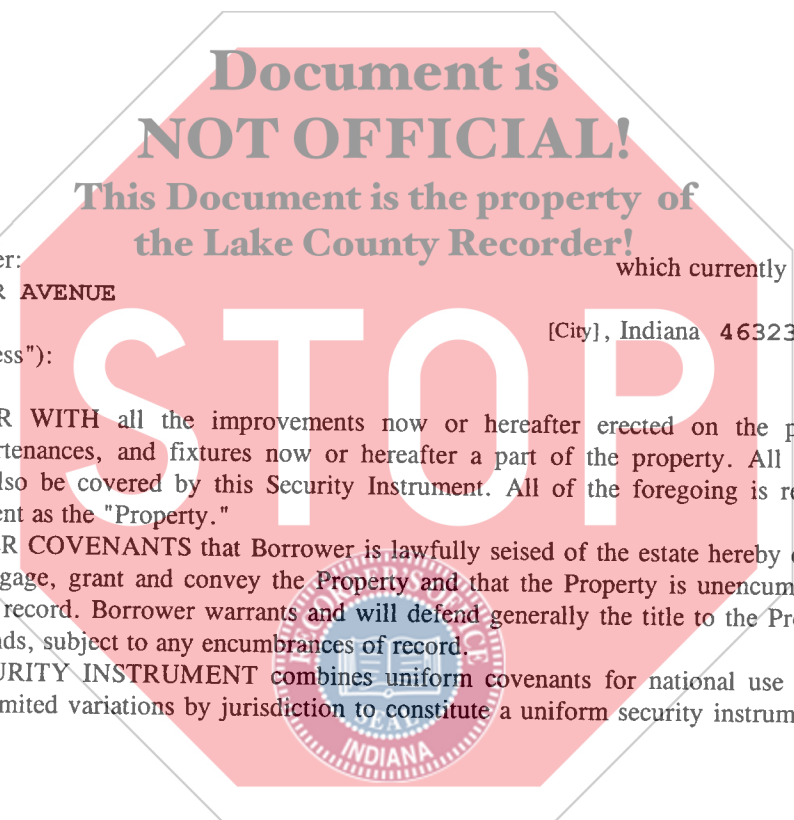 Document is
NOT OFFICIAL!
This Document is the property of
the Lake County Recorder!
er:
which currently
R AVENUE
[City], Indiana 46323
ess"):
STOP
R WITH all the improvements now or hereafter erected on the p
rtenances, and fixtures now or hereafter a part of the property. All
lso be covered by this Security Instrument. All of the foregoing is re
ent as the "Property."
ER COVENANTS that Borrower is lawfully seised of the estate hereby
gage, grant and convey the Property and that the Property is unencum
record. Borrower warrants and will defend generally the title to the Pro
nds, subject to any encumbrances of record.
URITY INSTRUMENT combines uniform covenants for national use
mited variations by jurisdiction to constitute a uniform security instrum
RECORDER'S OFFICE
SEAL
INDIANA